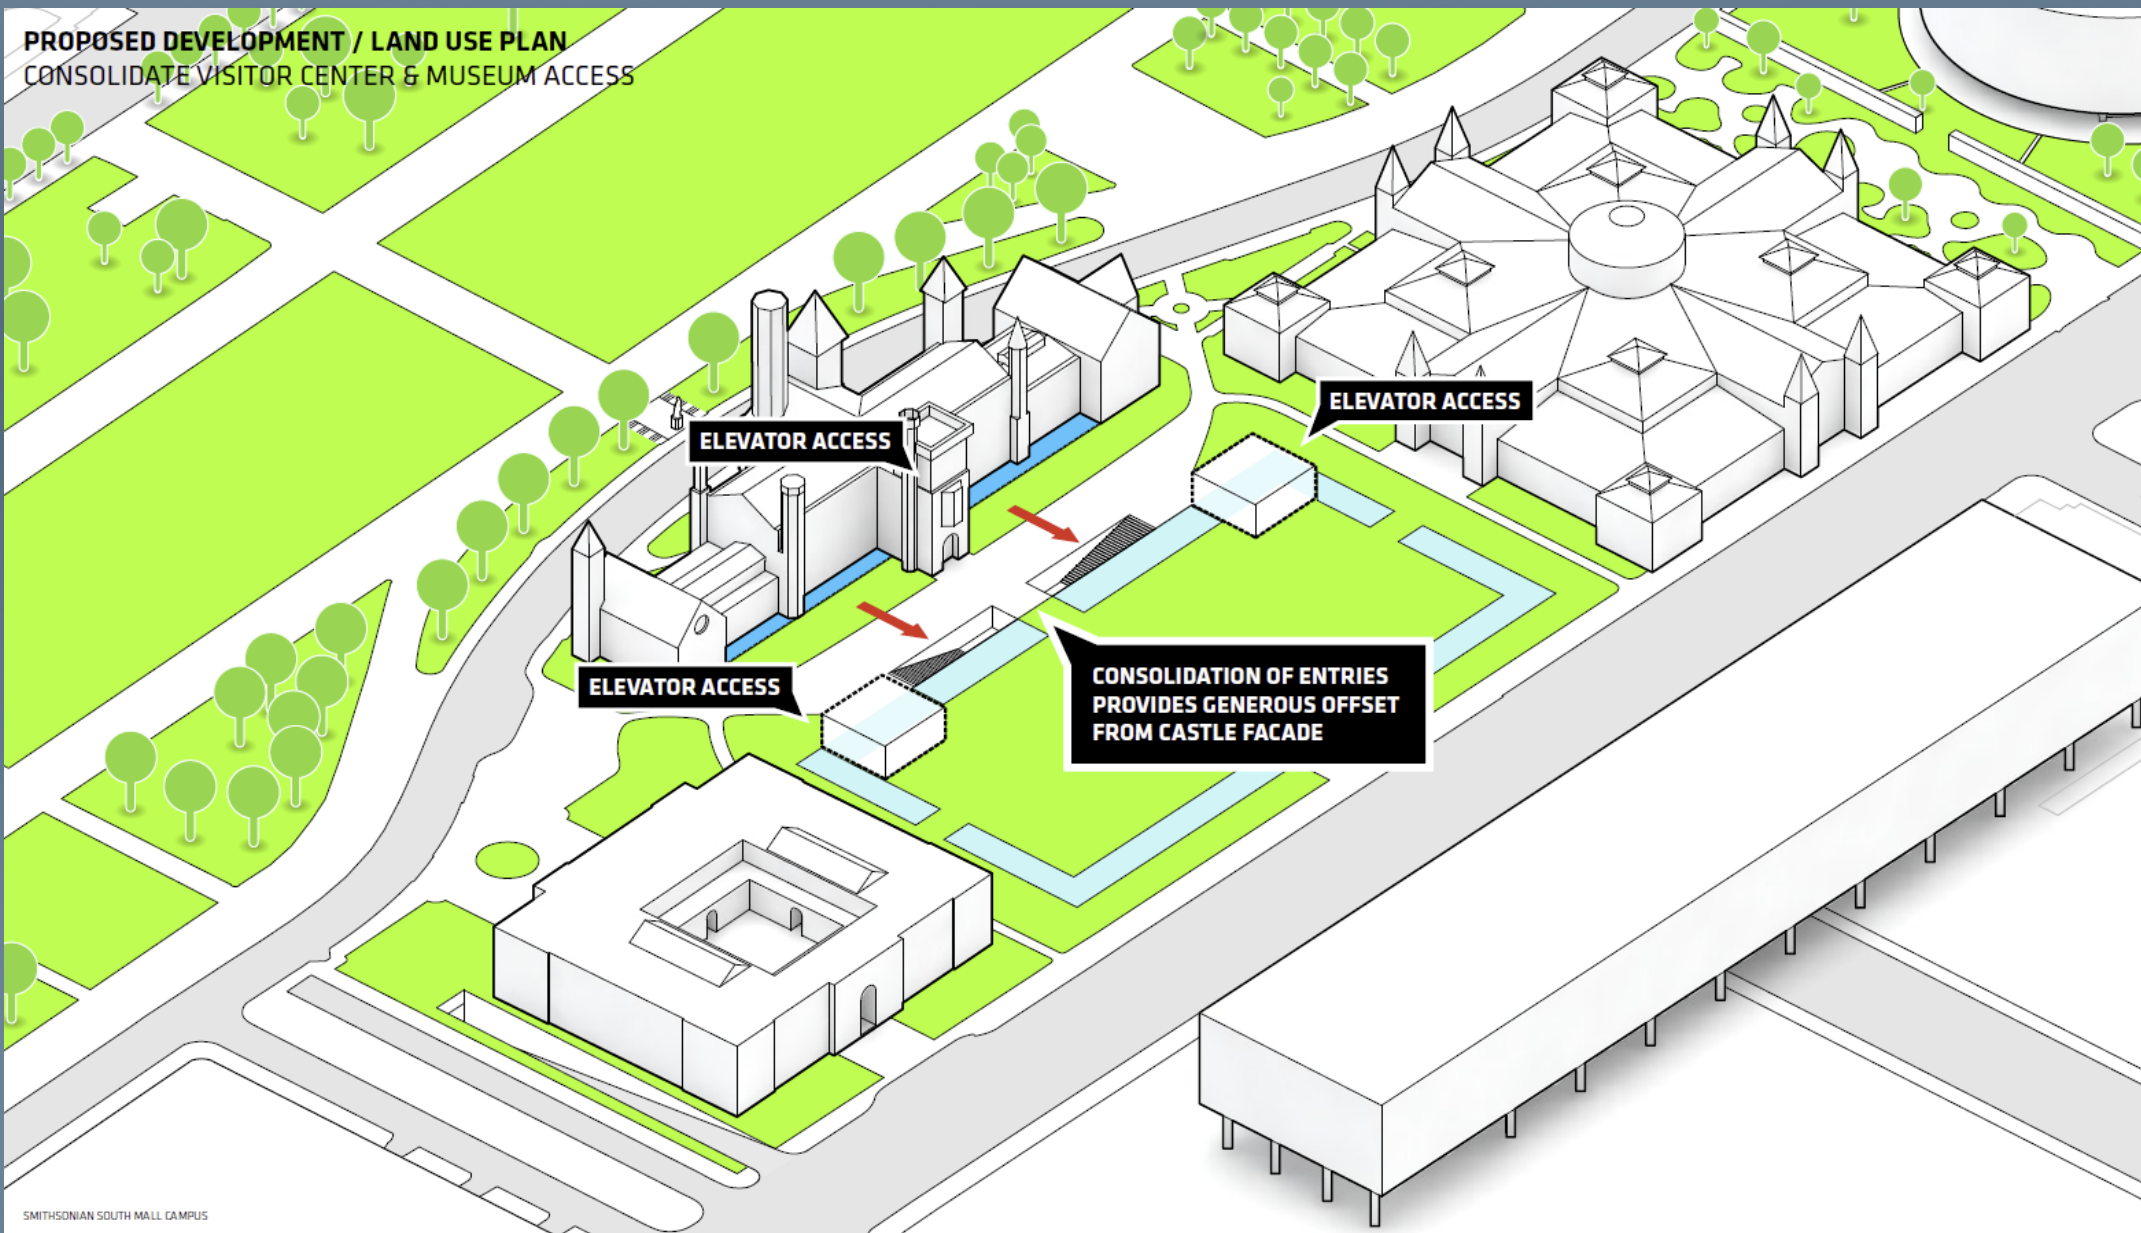 PROPOSED DEVELOPMENT / LAND USE PLAN
CONSOLIDATE VISITOR CENTER & MUSEUM ACCESS
ELEVATOR ACCESS
ELEVATOR ACCESS
ELEVATOR ACCESS
CONSOLIDATION OF ENTRIES
PROVIDES GENEROUS OFFSET
FROM CASTLE FACADE
SMITHSONIAN SOUTH MALL CAMPUS